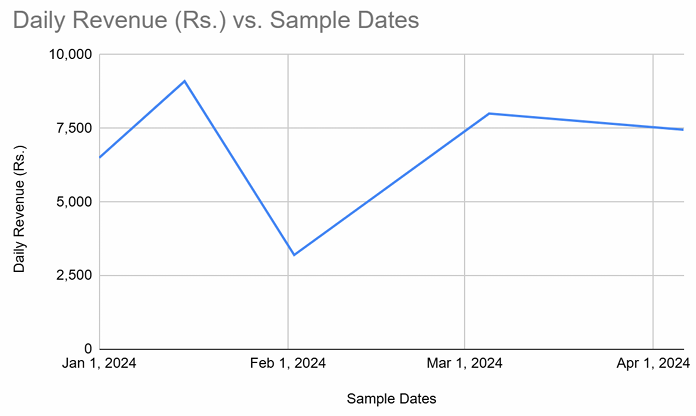 Daily Revenue (Rs.) vs. Sample Dates
Daily Revenue (Rs.)
10,000
7,500
5,000
2,500
0
Jan 1, 2024 Feb 1, 2024 Mar 1, 2024 Apr 1, 2024
Sample Dates